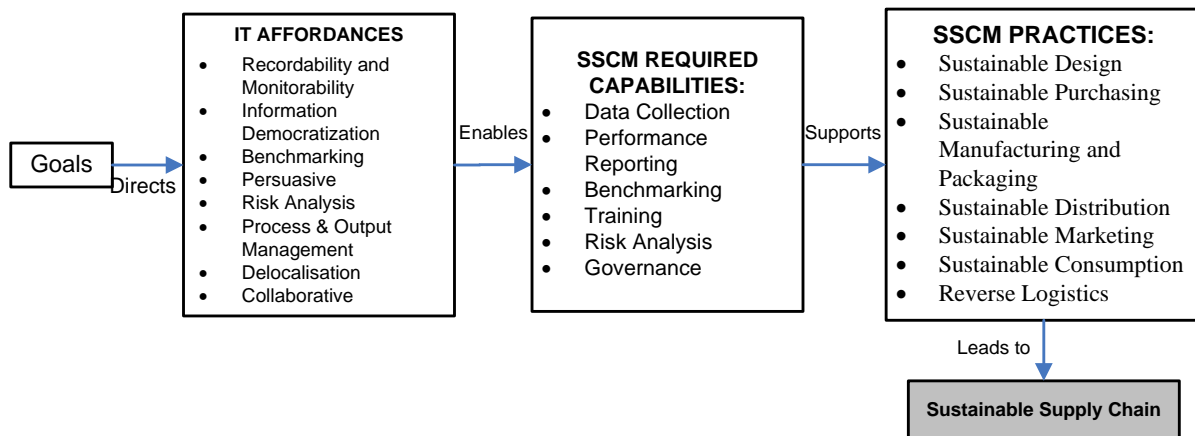 Goals
Directs
IT AFFORDANCES
• Recordability and
Monitorability
• Information
Democratization
• Benchmarking
• Persuasive
• Risk Analysis
• Process & Output
Management
• Delocalisation
• Collaborative
Enables
SSCM REQUIRED
CAPABILITIES:
• Data Collection
• Performance
Reporting
• Benchmarking
• Training
• Risk Analysis
• Governance
Supports
SSCM PRACTICES:
• Sustainable Design
• Sustainable Purchasing
• Sustainable
Manufacturing and
Packaging
• Sustainable Distribution
• Sustainable Marketing
• Sustainable Consumption
• Reverse Logistics
Leads to
Sustainable Supply Chain